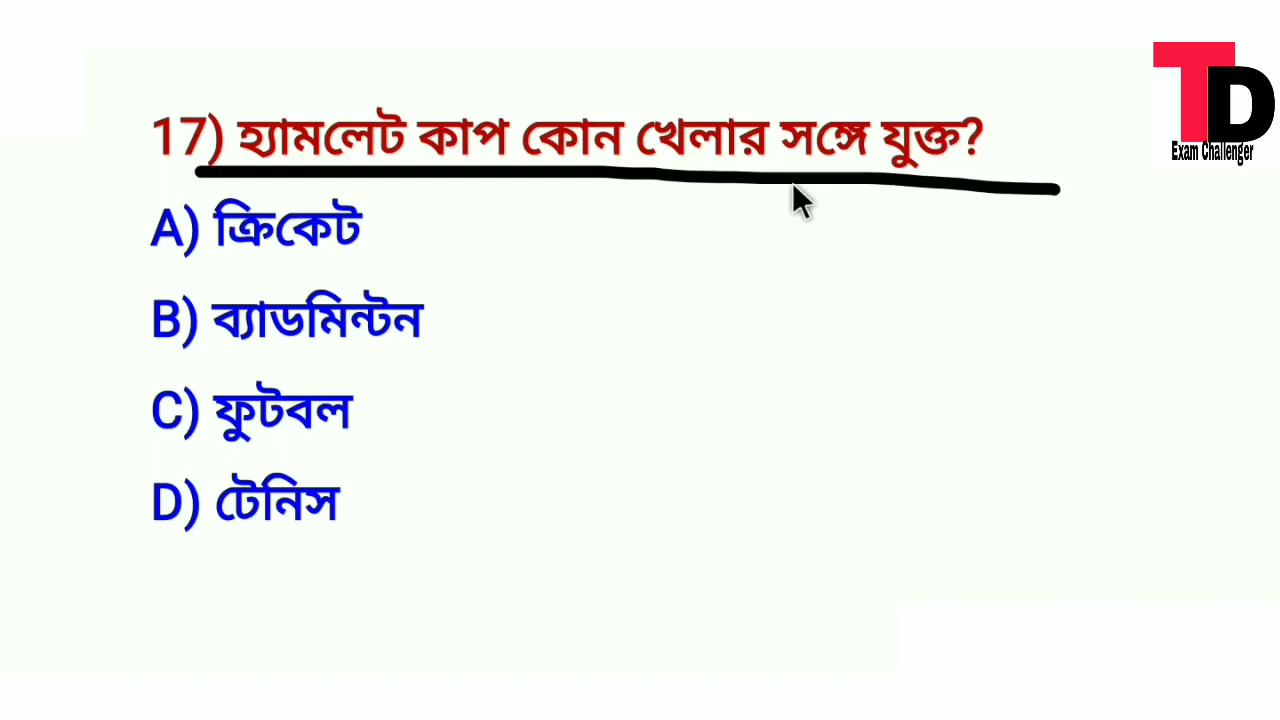 17) হ্যামলেট কাপ কোন খেলার সঙ্গে যুক্ত?
A) ক্রিকেট
B) ব্যাডমিন্টন
C) ফুটবল
D) টেনিস
TD
Exam Challenger